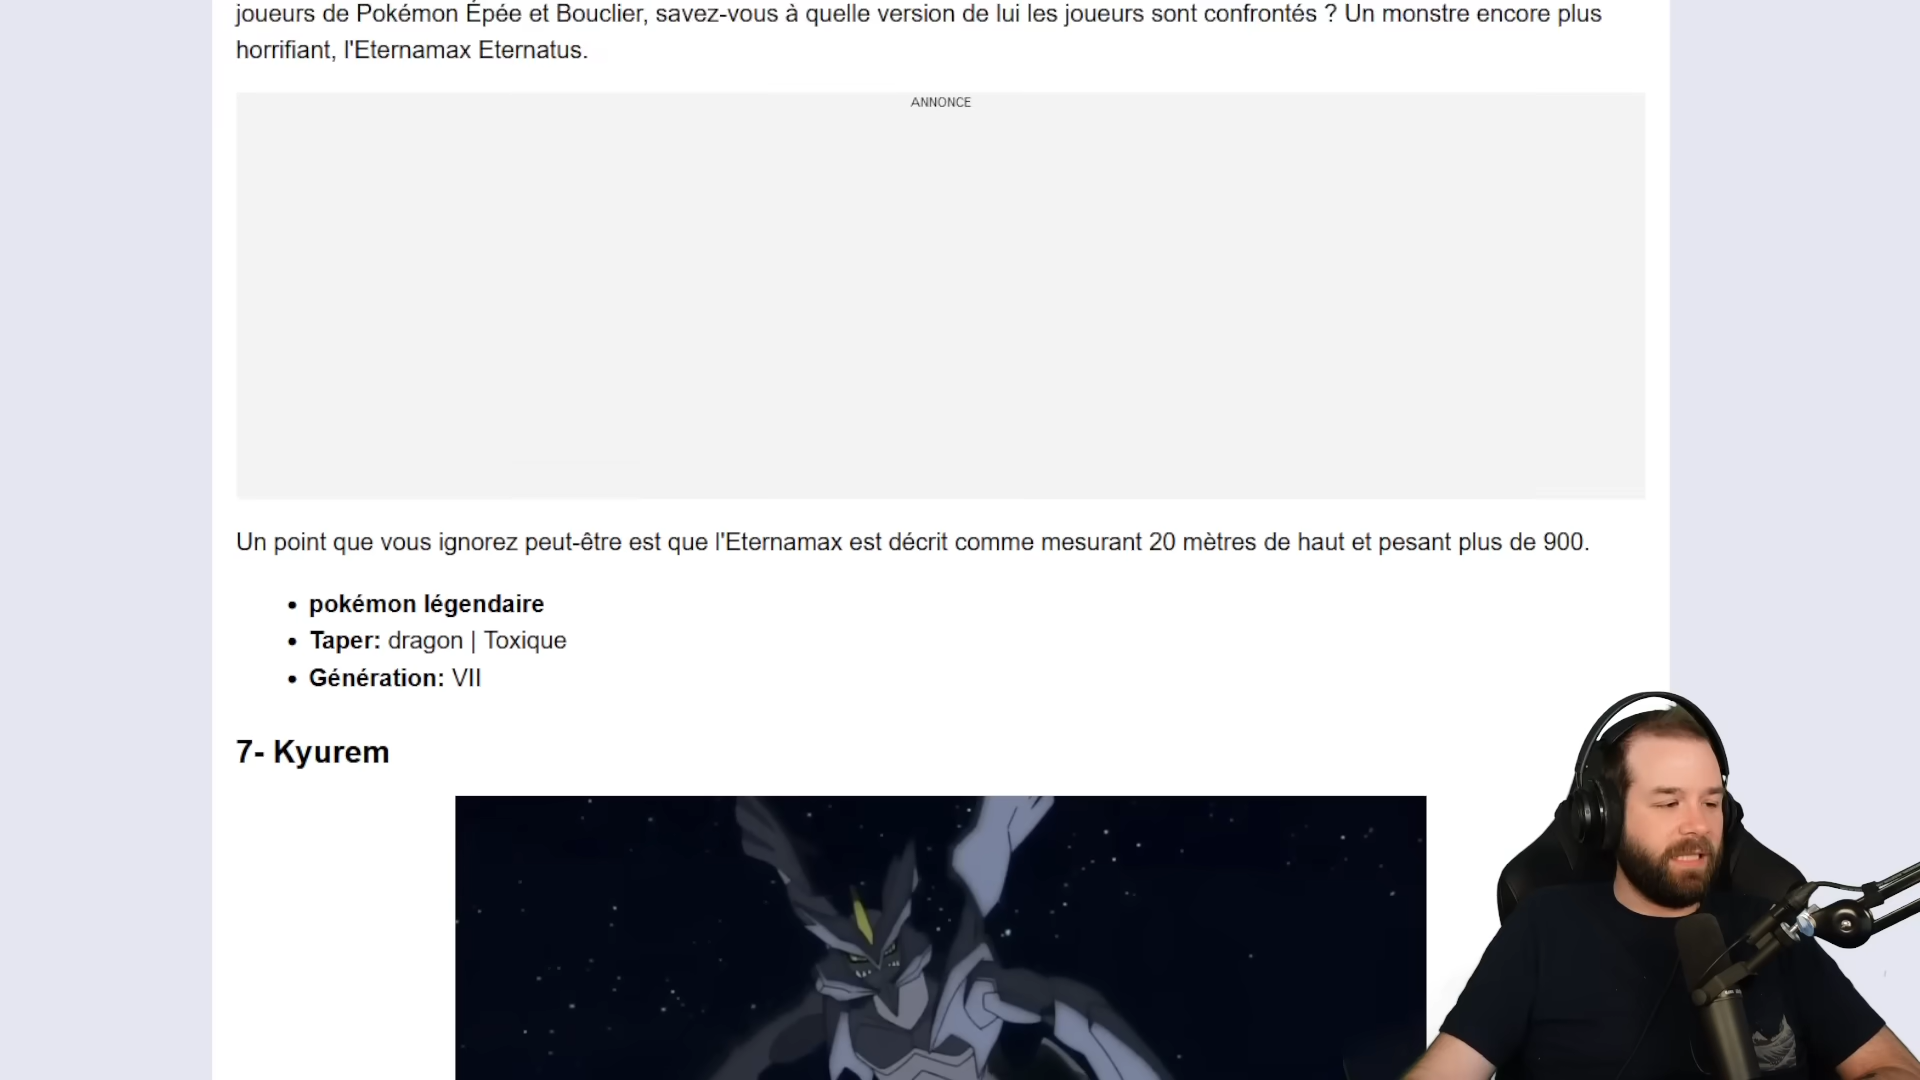 joueurs de Pokémon Épée et Bouclier, savez-vous à quelle version de lui les joueurs sont confrontés ? Un monstre encore plus
horrifiant, l'Eternamax Eternatus.
ANNONCE
Un point que vous ignorez peut-être est que l'Eternamax est décrit comme mesurant 20 mètres de haut et pesant plus de 900.
• pokémon légendaire
• Taper: dragon | Toxique
• Génération: VII
7- Kyurem